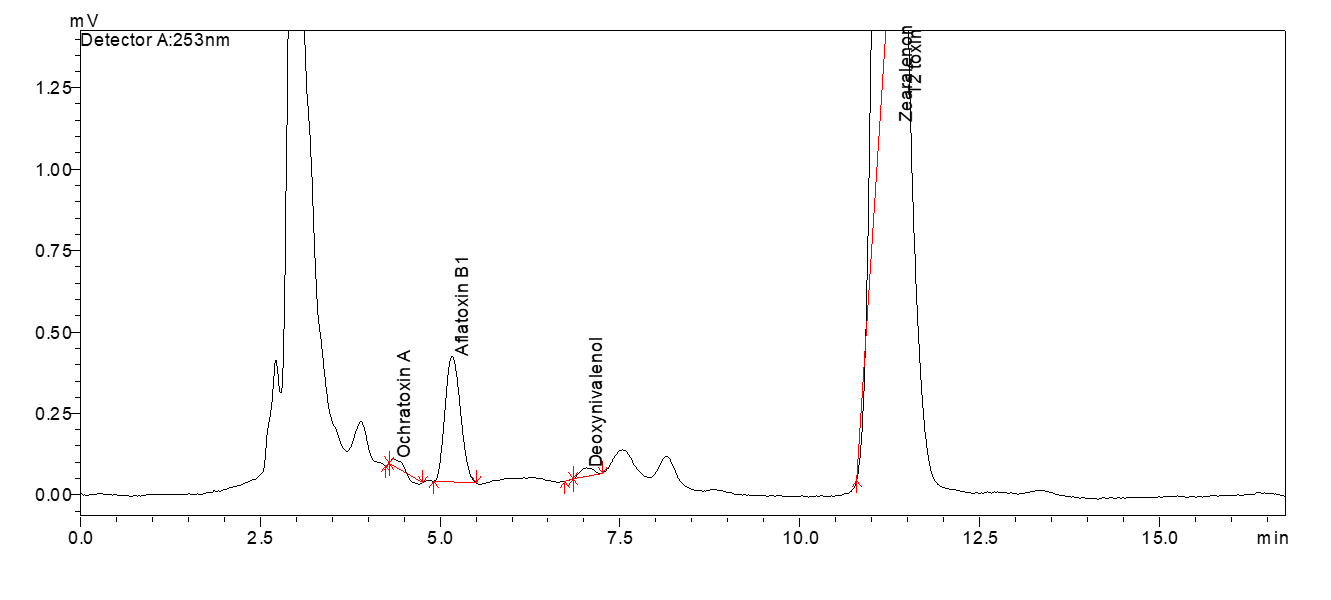 mV
Detector A:253nm
1.25
1.00
0.75
0.50
0.25
0.00
Ochratoxin A
Aflatoxin B1
Deoxynivalenol
Zearalenon
T2 toxin
0.0 2.5 5.0 7.5 10.0 12.5 15.0 min